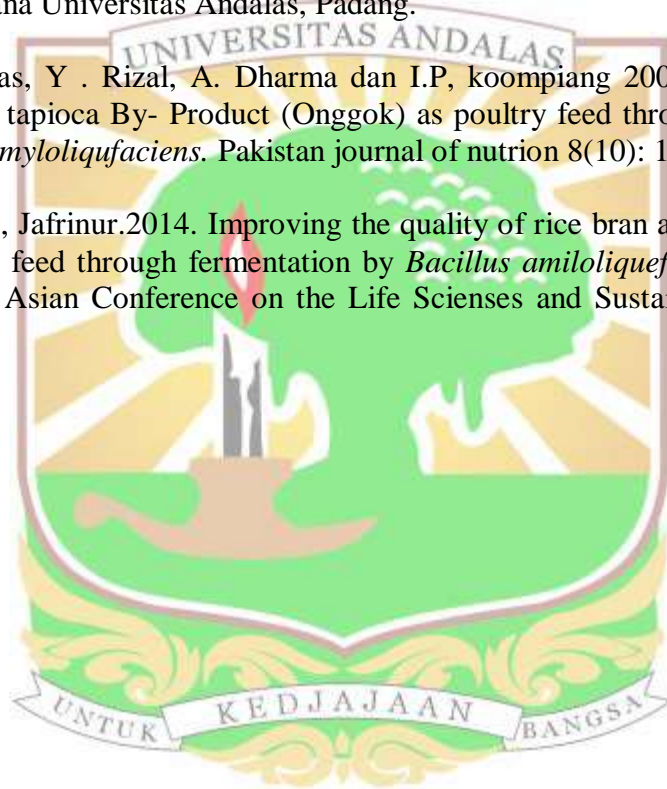 ana Universitas Andalas, Padang.
UNIVERSITAS ANDALAS
as, Y . Rizal, A. Dharma dan I.P, koompiang 200
tapioca By- Product (Onggok) as poultry feed thro
myloliqufaciens. Pakistan journal of nutrion 8(10): 1
, Jafrinur.2014. Improving the quality of rice bran a
feed through fermentation by Bacillus amiloliquef
Asian Conference on the Life Scienses and Sustai
UNTUK KEDJAJAAN BANGSA